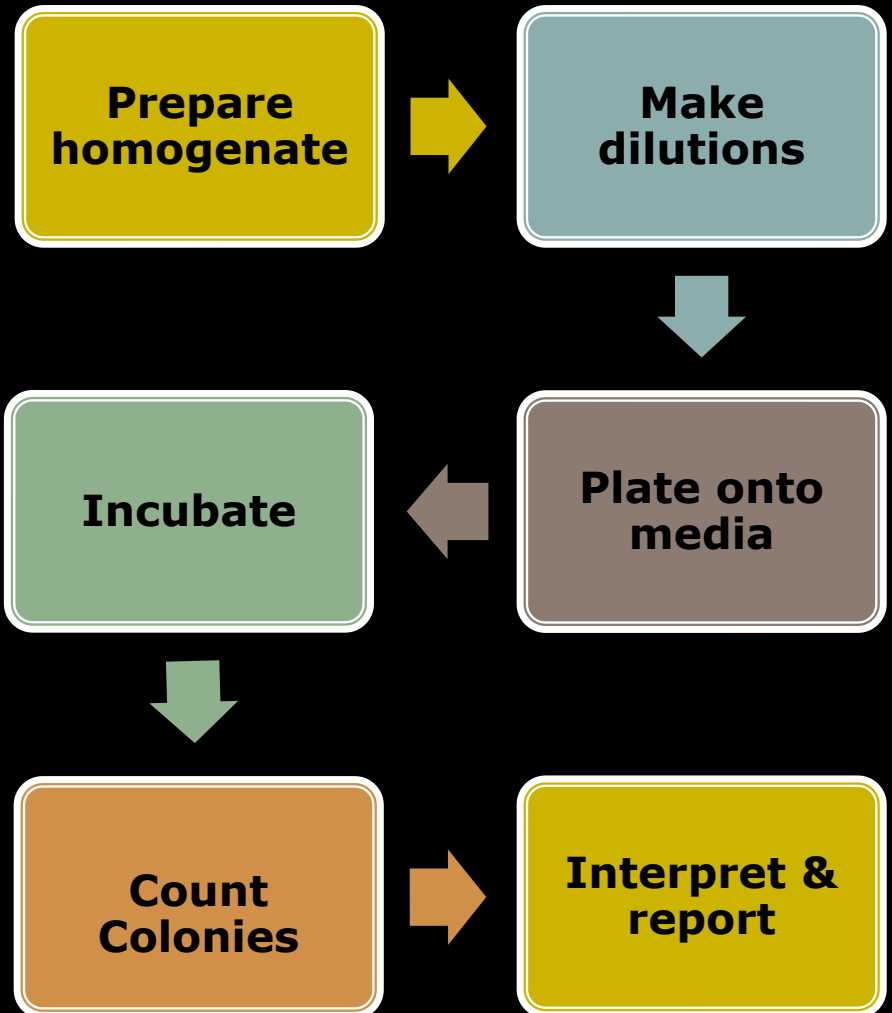 Prepare
homogenate
Make
dilutions
Plate onto
media
Incubate
Count
Colonies
Interpret &
report